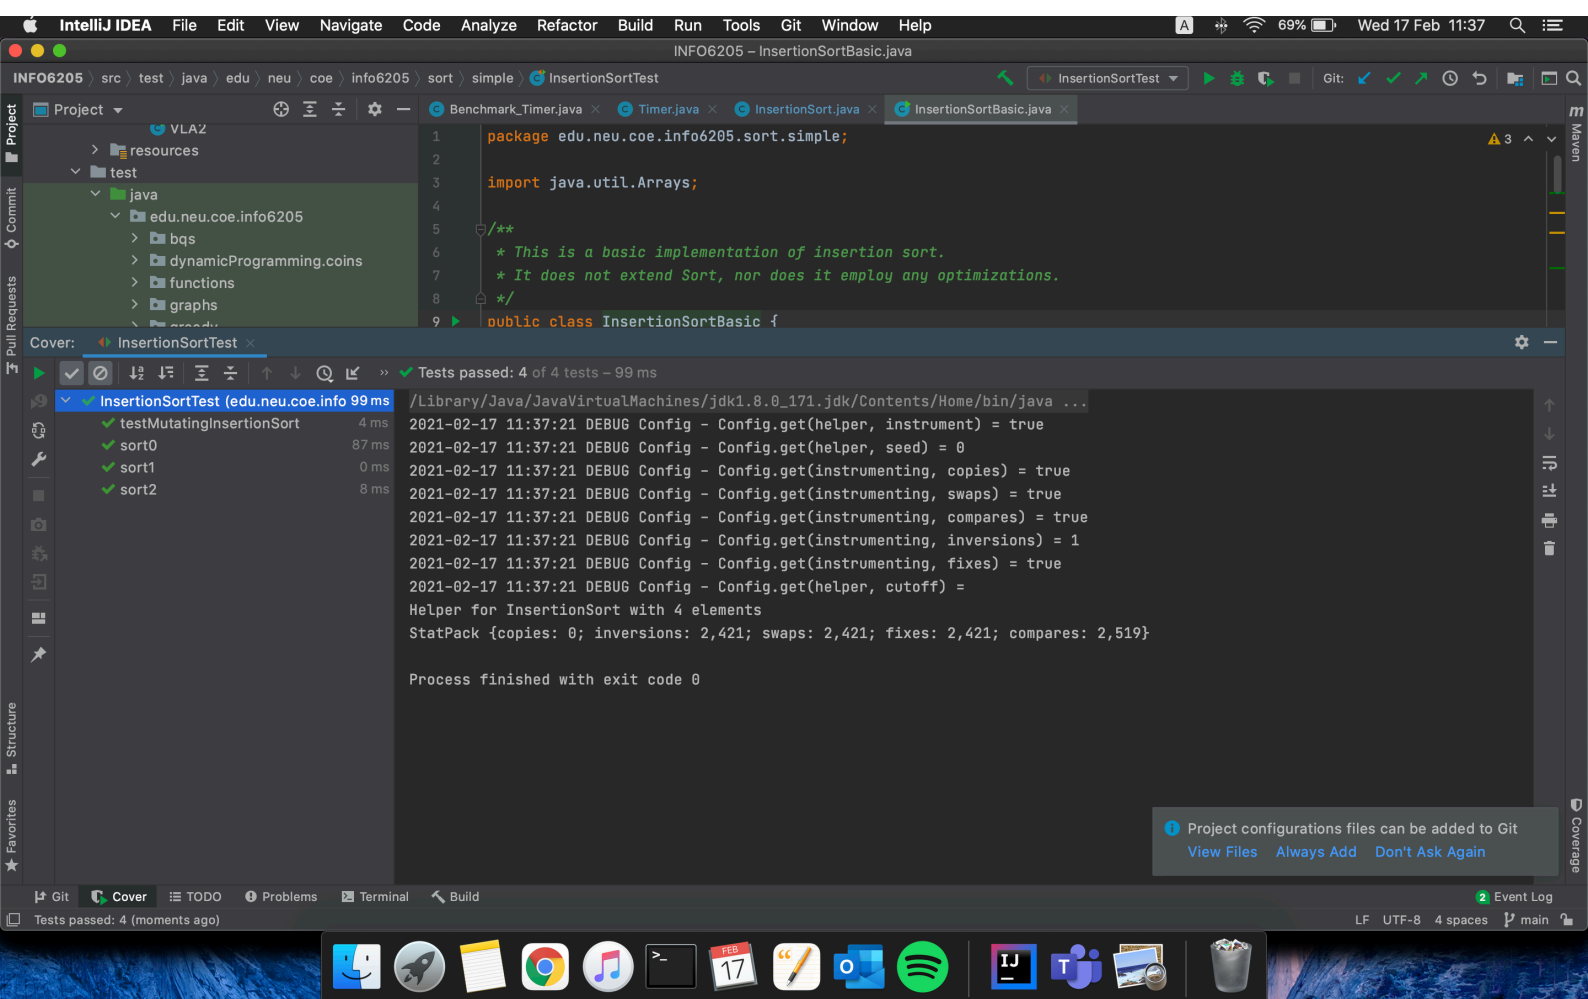 IntelliJ IDEA File Edit View Navigate Code Analyze Refactor Build Run Tools Git Window Help A 69% Wed 17 Feb 11:37
INFO6205 – InsertionSortBasic.java
INFO6205 src test java edu neu coe info6205 sort simple InsertionSortTest InsertionSortTest Git:
Project Benchmark_Timer.java Timer.java InsertionSort.java InsertionSortBasic.java
VLA2
resources
test
java
edu.neu.coe.info6205
bqs
dynamicProgramming.coins
functions
graphs
greedy
1 package edu.neu.coe.info6205.sort.simple;
2
3 import java.util.Arrays;
4
5 /**
6 * This is a basic implementation of insertion sort.
7 * It does not extend Sort, nor does it employ any optimizations.
8 */
9 public class InsertionSortBasic {
3
Project
Commit
Pull Requests
Structure
Favorites
m Maven
Coverage
Cover: InsertionSortTest
Tests passed: 4 of 4 tests – 99 ms
InsertionSortTest (edu.neu.coe.info 99 ms
testMutatingInsertionSort 4 ms
sort0 87 ms
sort1 0 ms
sort2 8 ms
/Library/Java/JavaVirtualMachines/jdk1.8.0_171.jdk/Contents/Home/bin/java ...
2021-02-17 11:37:21 DEBUG Config - Config.get(helper, instrument) = true
2021-02-17 11:37:21 DEBUG Config - Config.get(helper, seed) = 0
2021-02-17 11:37:21 DEBUG Config - Config.get(instrumenting, copies) = true
2021-02-17 11:37:21 DEBUG Config - Config.get(instrumenting, swaps) = true
2021-02-17 11:37:21 DEBUG Config - Config.get(instrumenting, compares) = true
2021-02-17 11:37:21 DEBUG Config - Config.get(instrumenting, inversions) = 1
2021-02-17 11:37:21 DEBUG Config - Config.get(instrumenting, fixes) = true
2021-02-17 11:37:21 DEBUG Config - Config.get(helper, cutoff) =
Helper for InsertionSort with 4 elements
StatPack {copies: 0; inversions: 2,421; swaps: 2,421; fixes: 2,421; compares: 2,519}
Process finished with exit code 0
Project configurations files can be added to Git
View Files Always Add Don't Ask Again
Git Cover TODO Problems Terminal Build 2 Event Log
Tests passed: 4 (moments ago) LF UTF-8 4 spaces main
FEB
17
IJ
T
O